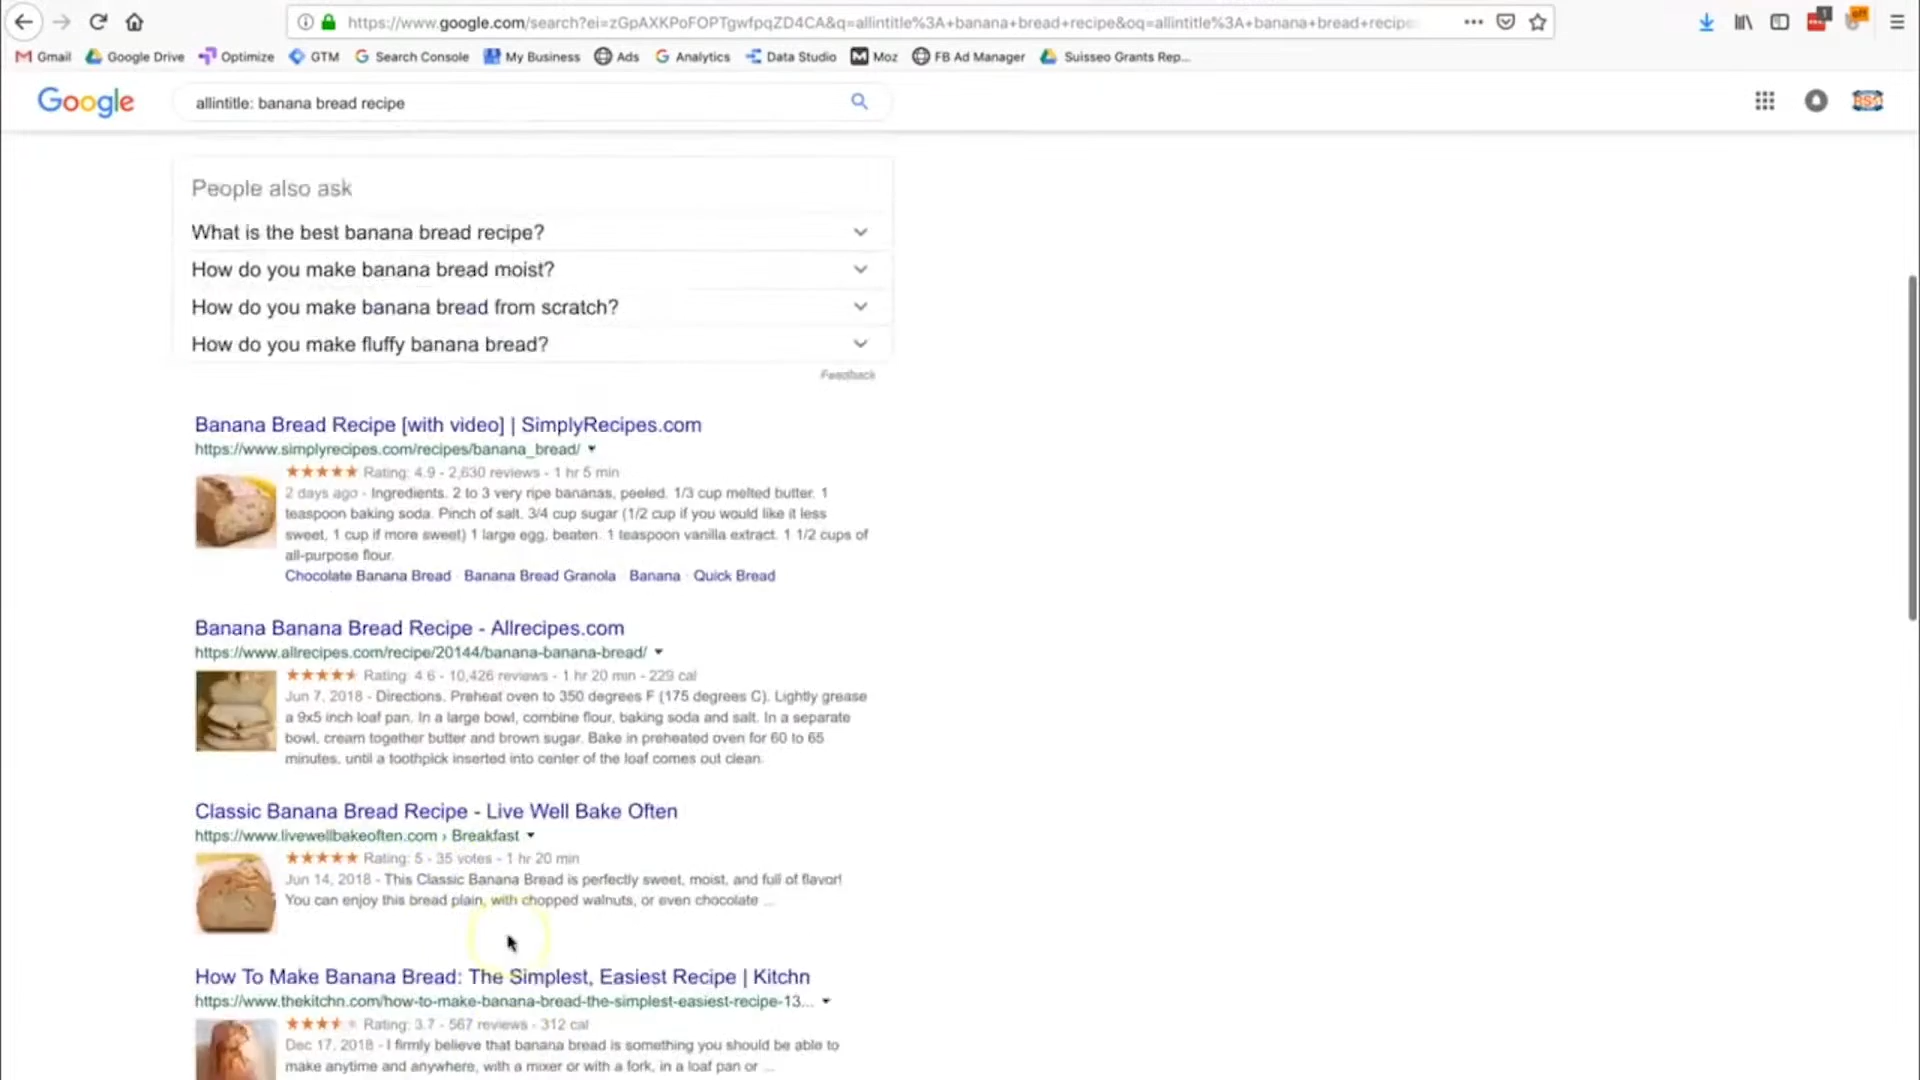 https://www.google.com/search?ei=zGpAXKPoFOPTgwfpqZD4CA&q=allintitle%3A+banana+bread+recipe&oq=allintitle%3A+banana+bread+recipe
Gmail Google Drive Optimize GTM Search Console My Business Ads Analytics Data Studio Moz FB Ad Manager Suisseo Grants Rep...
Google allintitle: banana bread recipe
People also ask
What is the best banana bread recipe?
How do you make banana bread moist?
How do you make banana bread from scratch?
How do you make fluffy banana bread?
Feedback
Banana Bread Recipe [with video] | SimplyRecipes.com
https://www.simplyrecipes.com/recipes/banana_bread/
Rating: 4.9 - 2,630 reviews - 1 hr 5 min
2 days ago - Ingredients. 2 to 3 very ripe bananas, peeled. 1/3 cup melted butter. 1
teaspoon baking soda. Pinch of salt. 3/4 cup sugar (1/2 cup if you would like it less
sweet, 1 cup if more sweet) 1 large egg, beaten. 1 teaspoon vanilla extract. 1 1/2 cups of
all-purpose flour.
Chocolate Banana Bread · Banana Bread Granola · Banana · Quick Bread
Banana Banana Bread Recipe - Allrecipes.com
https://www.allrecipes.com/recipe/20144/banana-banana-bread/
Rating: 4.6 - 10,426 reviews - 1 hr 20 min - 229 cal
Jun 7, 2018 - Directions. Preheat oven to 350 degrees F (175 degrees C). Lightly grease
a 9x5 inch loaf pan. In a large bowl, combine flour, baking soda and salt. In a separate
bowl, cream together butter and brown sugar. Bake in preheated oven for 60 to 65
minutes, until a toothpick inserted into center of the loaf comes out clean.
Classic Banana Bread Recipe - Live Well Bake Often
https://www.livewellbakeoften.com › Breakfast
Rating: 5 - 35 votes - 1 hr 20 min
Jun 14, 2018 - This Classic Banana Bread is perfectly sweet, moist, and full of flavor!
You can enjoy this bread plain, with chopped walnuts, or even chocolate ...
How To Make Banana Bread: The Simplest, Easiest Recipe | Kitchn
https://www.thekitchn.com/how-to-make-banana-bread-the-simplest-easiest-recipe-13...
Rating: 3.7 - 567 reviews - 312 cal
Dec 17, 2018 - I firmly believe that banana bread is something you should be able to
make anytime and anywhere, with a mixer or with a fork, in a loaf pan or ...